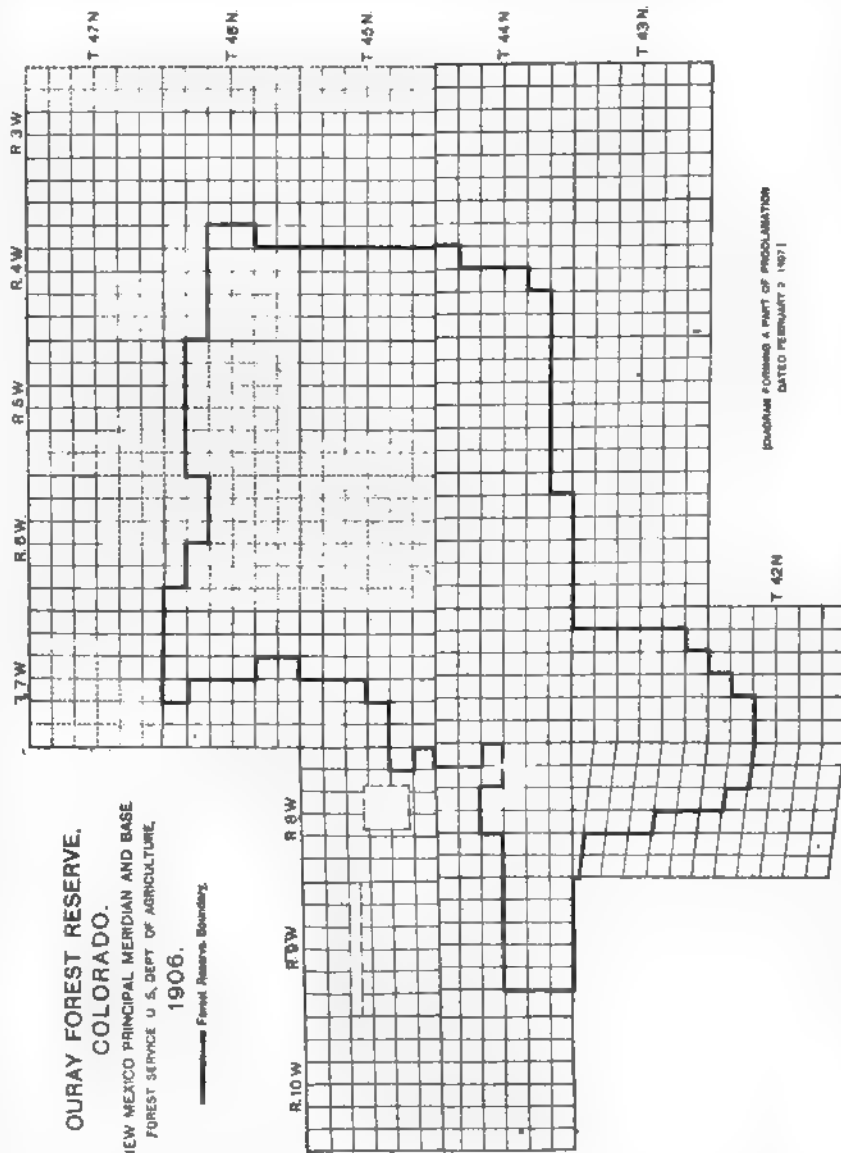 OURAY FOREST RESERVE,
COLORADO.
NEW MEXICO PRINCIPAL MERIDIAN AND BASE
FOREST SERVICE U S, DEPT OF AGRICULTURE,
1906.
Forest Reserve Boundary.
R.10 W
R.9 W
R 8 W
7 W
R.6 W.
R 5 W
R.4 W
R 3 W
T 47 N
T 46 N.
T 45 N
T 44 N
T 43 N.
T 42 N
[DIAGRAM FORMING A PART OF PROCLAMATION
DATED FEBRUARY 2 1907]